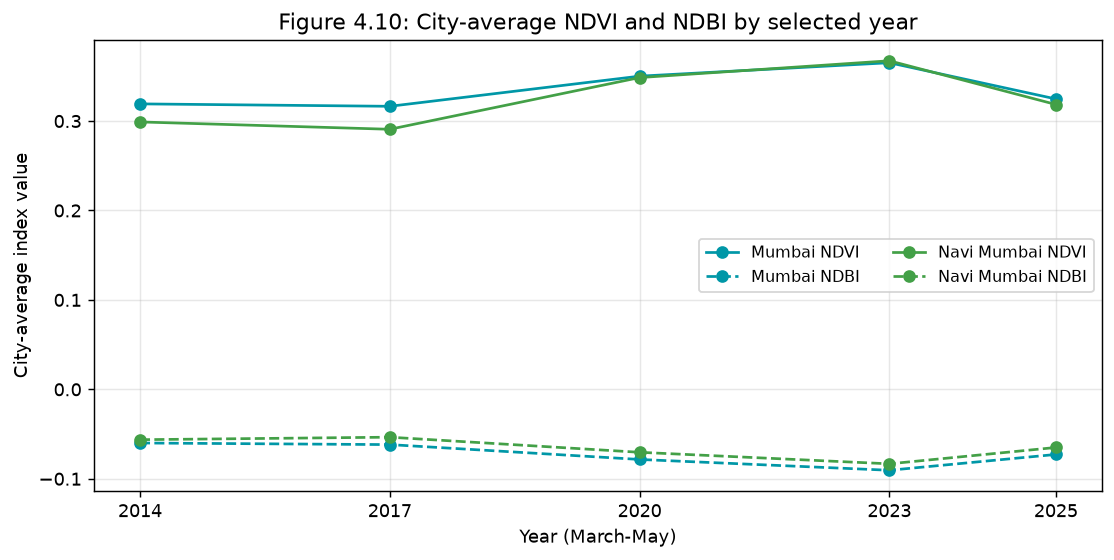 Figure 4.10: City-average NDVI and NDBI by selected year
City-average index value
0.3
0.2
0.1
0.0
−0.1
Mumbai NDVI
Mumbai NDBI
Navi Mumbai NDVI
Navi Mumbai NDBI
2014 2017 2020 2023 2025
Year (March-May)